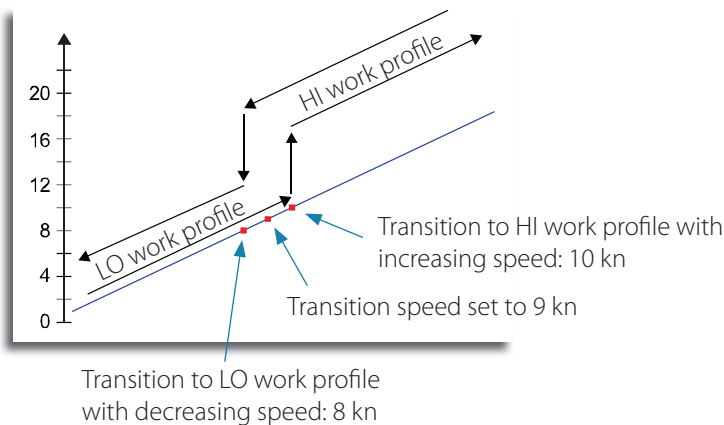 20
16
12
8
4
0
HI work profile
LO work profile
Transition to HI work profile with
increasing speed: 10 kn
Transition speed set to 9 kn
Transition to LO work profile
with decreasing speed: 8 kn